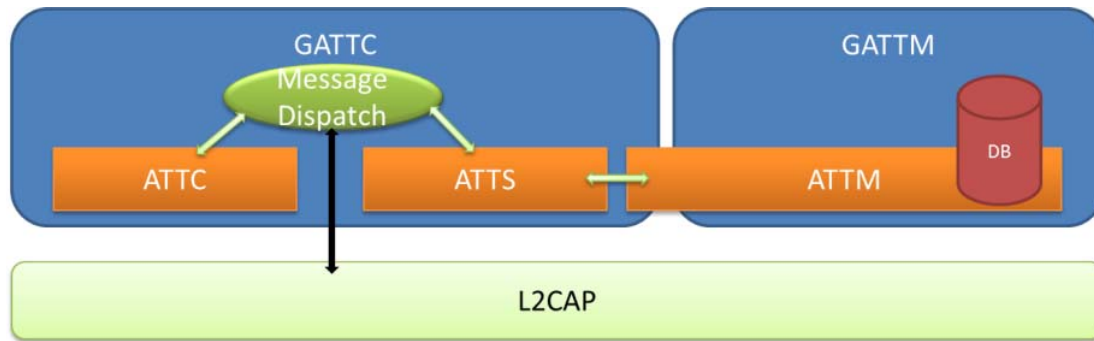 GATTC
GATTM
Message
Dispatch
DB
ATTC
ATTS
ATTM
L2CAP